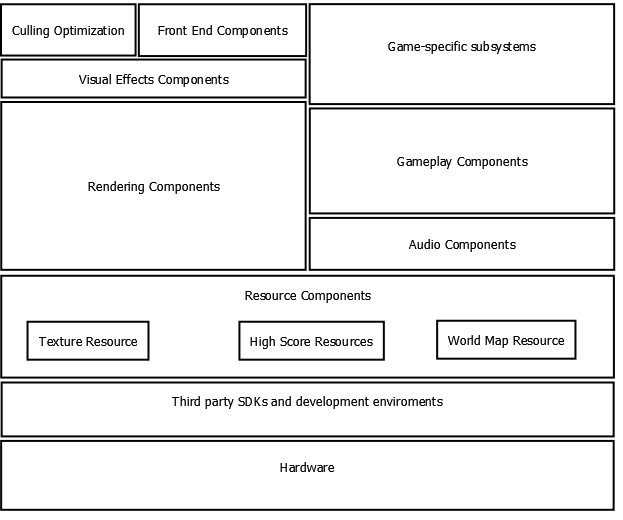 Culling Optimization
Front End Components
Game-specific subsystems
Visual Effects Components
Rendering Components
Gameplay Components
Audio Components
Resource Components
Texture Resource
High Score Resources
World Map Resource
Third party SDKs and development enviroments
Hardware